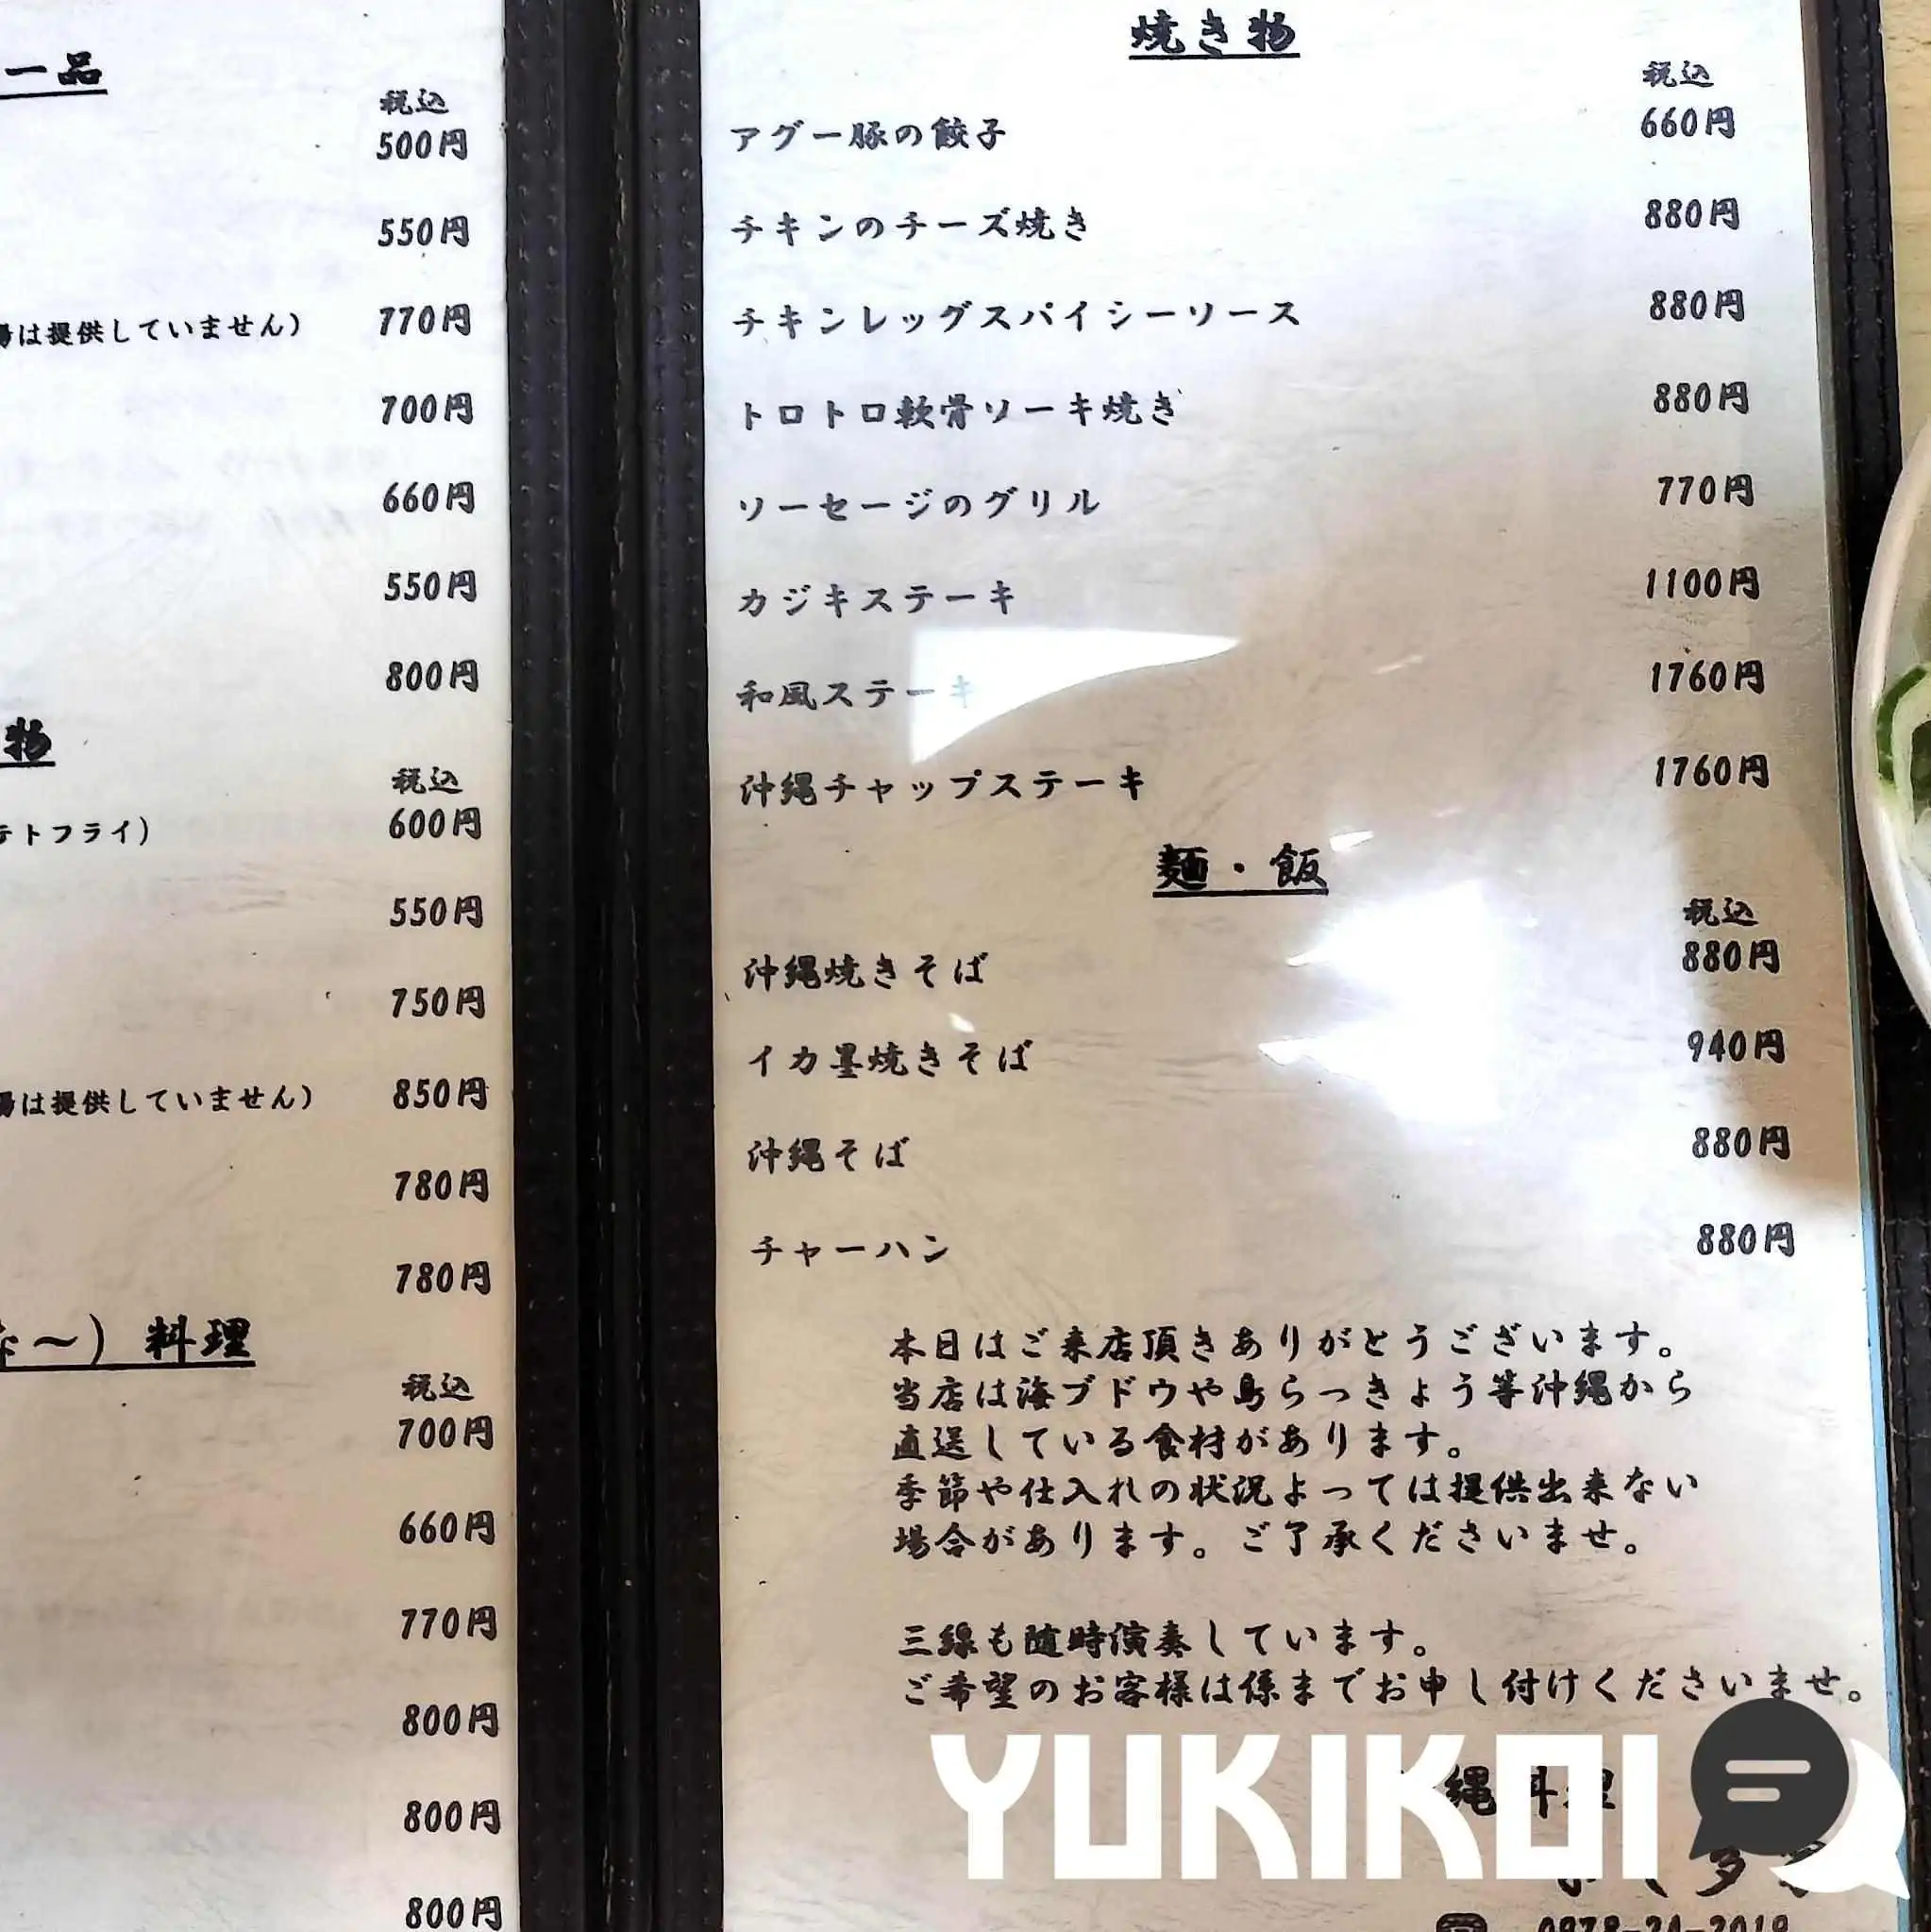 一品
税込
500円
550円
は提供していません） 770円
700円
660円
550円
800円
物
税込
テトフライ） 600円
550円
750円
は提供していません） 850円
780円
780円
な～）料理
税込
700円
660円
770円
800円
800円
800円
焼き物
税込
アグー豚の餃子 660円
チキンのチーズ焼き 880円
チキンレッグスパイシーソース 880円
トロトロ軟骨ソーキ焼き 880円
ソーセージのグリル 770円
カジキステーキ 1100円
和風ステーキ 1760円
沖縄チャップステーキ 1760円
麺・飯
税込
沖縄焼きそば 880円
イカ墨焼きそば 940円
沖縄そば 880円
チャーハン 880円
本日はご来店頂きありがとうございます。
当店は海ブドウや島らっきょう等沖縄から
直送している食材があります。
季節や仕入れの状況よっては提供出来ない
場合があります。ご了承くださいませ。
三線も随時演奏しています。
ご希望のお客様は係までお申し付けくださいませ。
縄料理
YUKIKOI